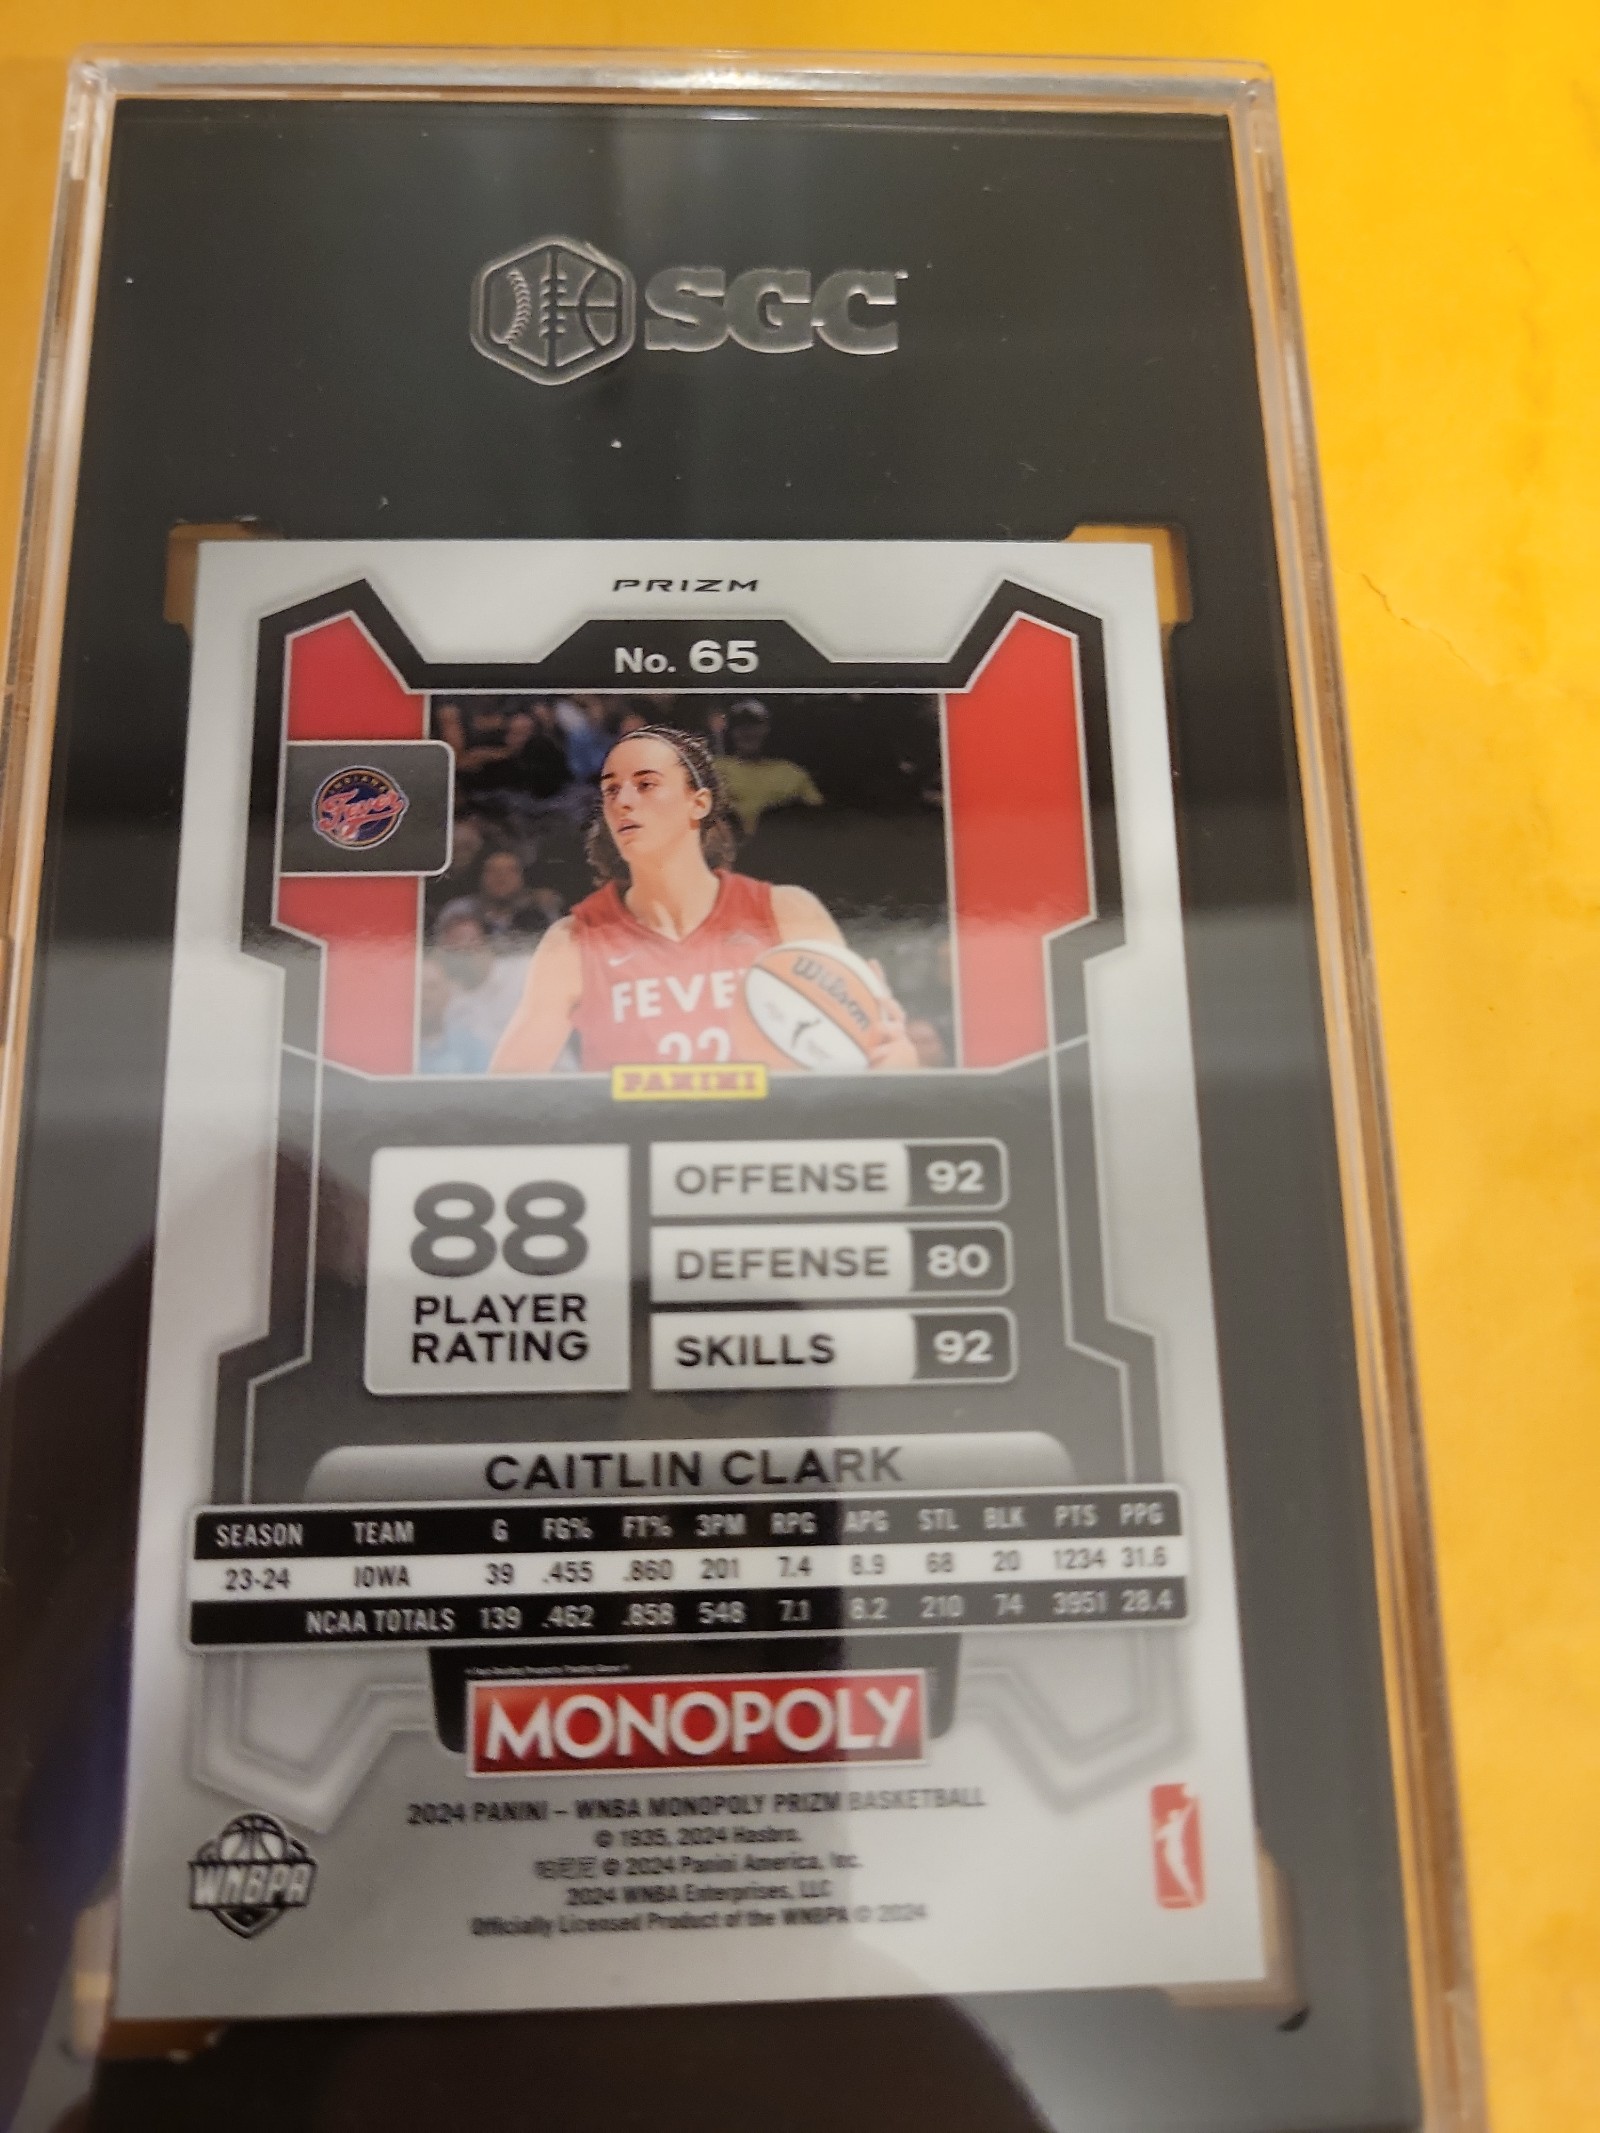 SGC
PRIZM
No. 65
INDIANA
Fever
Wilson
FEVE
22
PANINI
88
PLAYER
RATING
OFFENSE 92
DEFENSE 80
SKILLS 92
CAITLIN CLARK
SEASON TEAM G FG% FT% 3PM RPG APG STL BLK PTS PPG
23-24 IOWA 39 .455 .860 201 7.4 8.9 68 20 1234 31.6
NCAA TOTALS 139 .462 .858 548 7.1 8.2 210 74 3951 28.4
MONOPOLY
2024 PANINI – WNBA MONOPOLY PRIZM BASKETBALL
© 1935, 2024 Hasbro.
© 2024 Panini America, Inc.
2024 WNBA Enterprises, LLC
Officially Licensed Product of the WNBPA © 2024
WNBPA